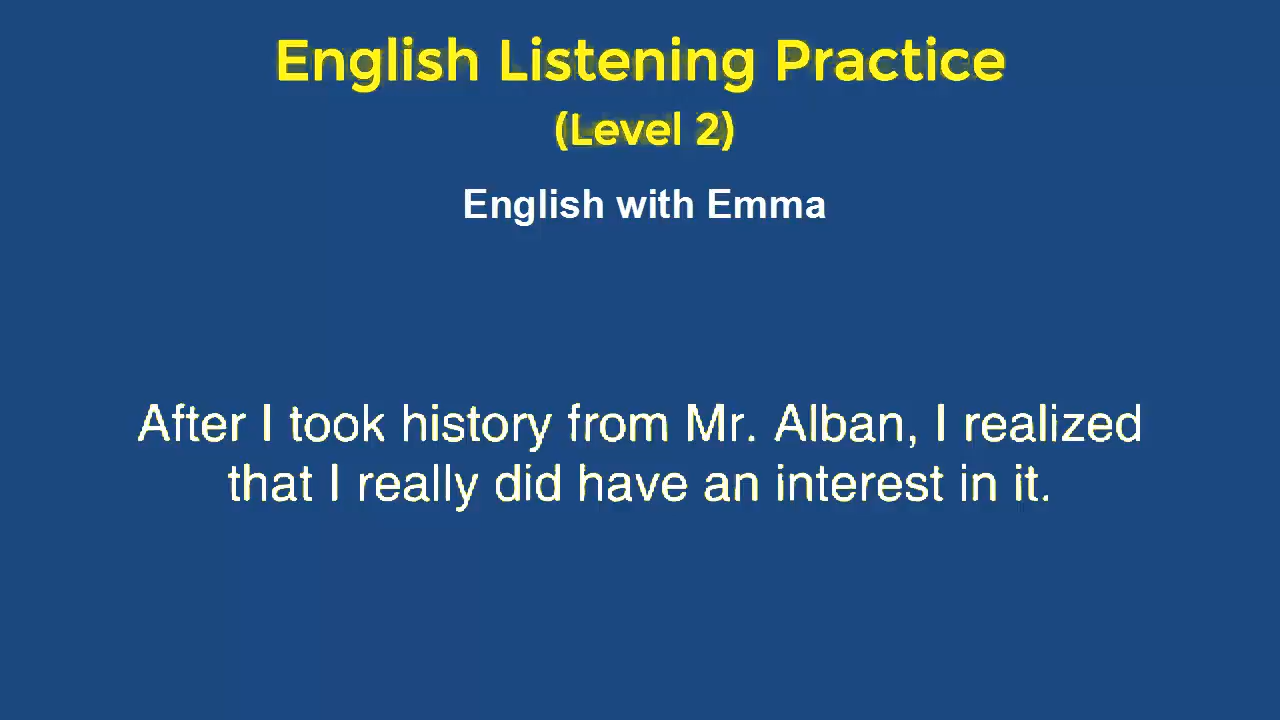 English Listening Practice
(Level 2)
English with Emma
After I took history from Mr. Alban, I realized
that I really did have an interest in it.